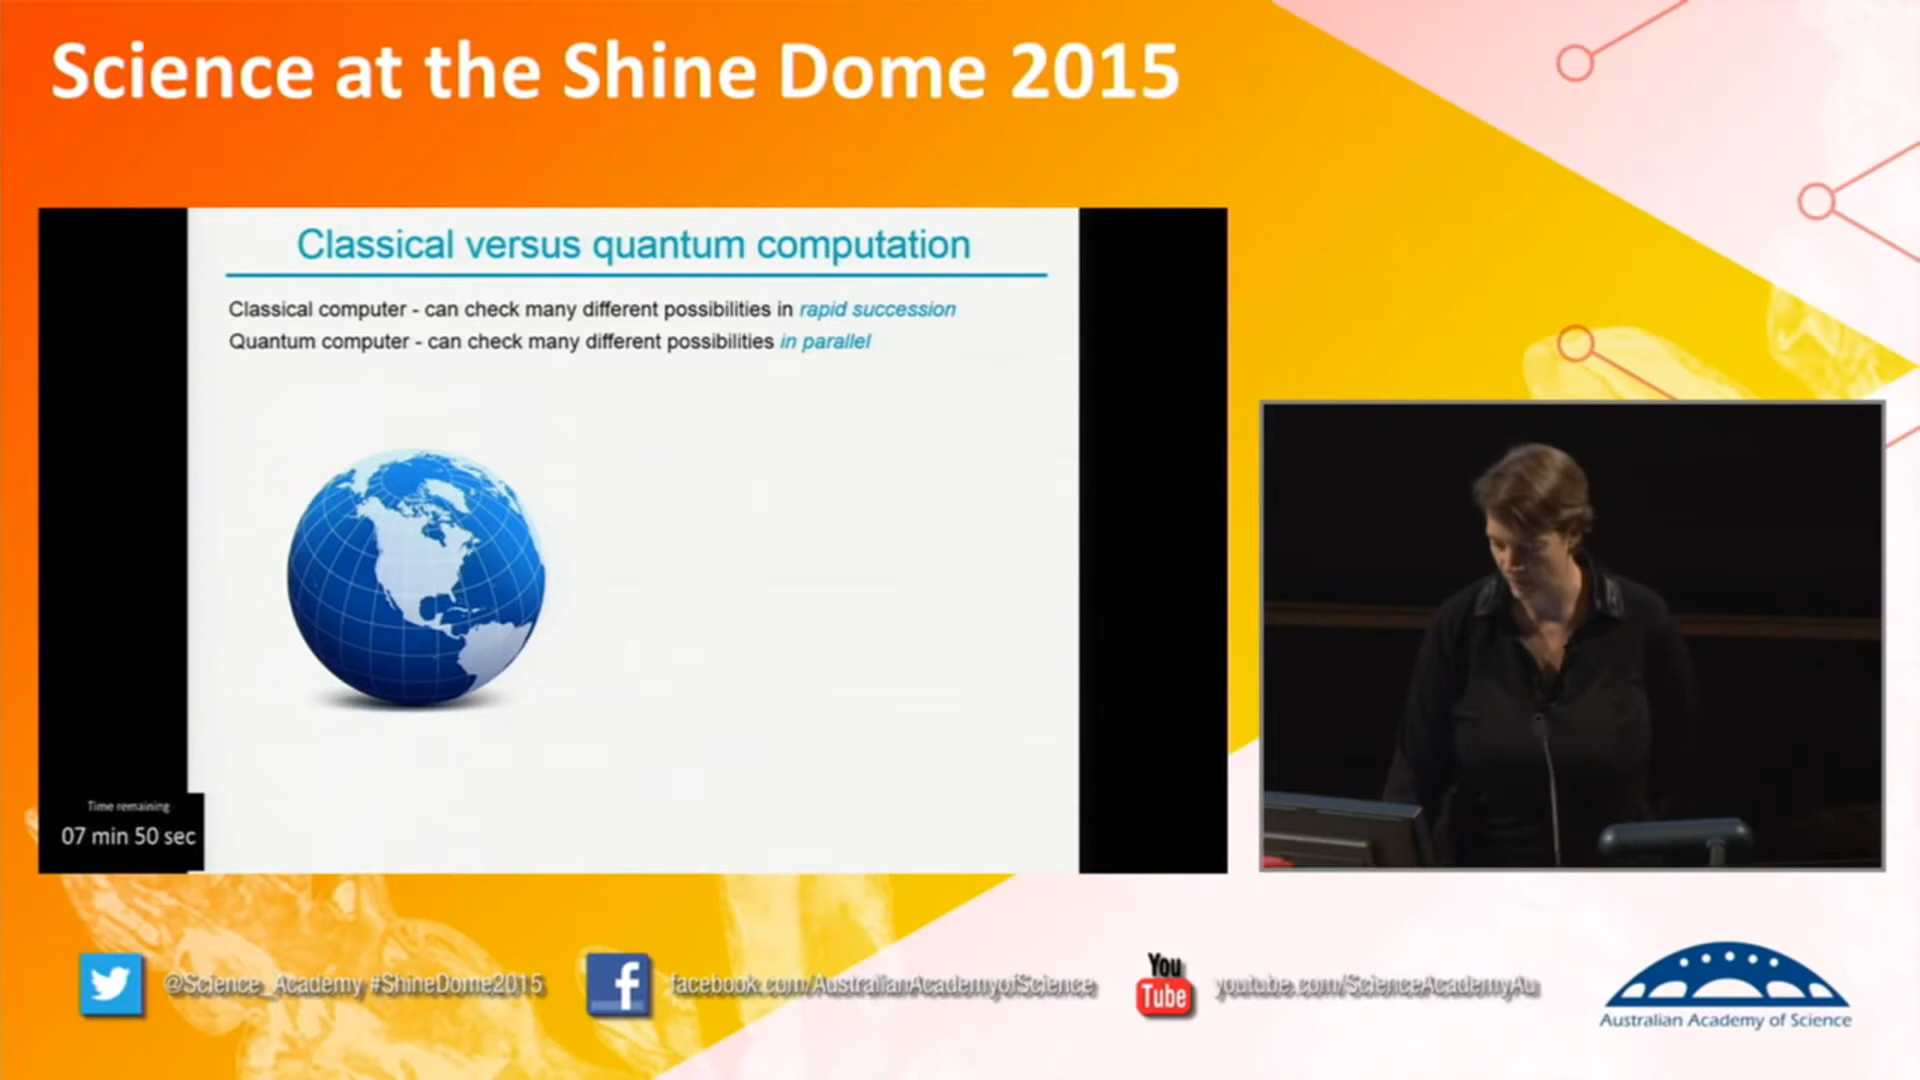 Science at the Shine Dome 2015
Classical versus quantum computation
Classical computer - can check many different possibilities in rapid succession
Quantum computer - can check many different possibilities in parallel
Time remaining
07 min 50 sec
@Science_Academy #ShineDome2015
facebook.com/AustralianAcademyofScience
You
Tube
youtube.com/ScienceAcademyAu
Australian Academy of Science